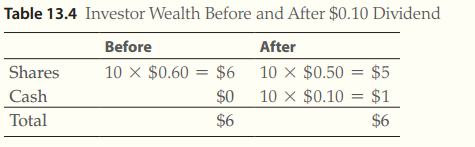 Table 13.4 Investor Wealth Before and After $0.10 Dividend
Before After
Shares 10 × $0.60 = $6 10 × $0.50 = $5
Cash $0 10 × $0.10 = $1
Total $6 $6